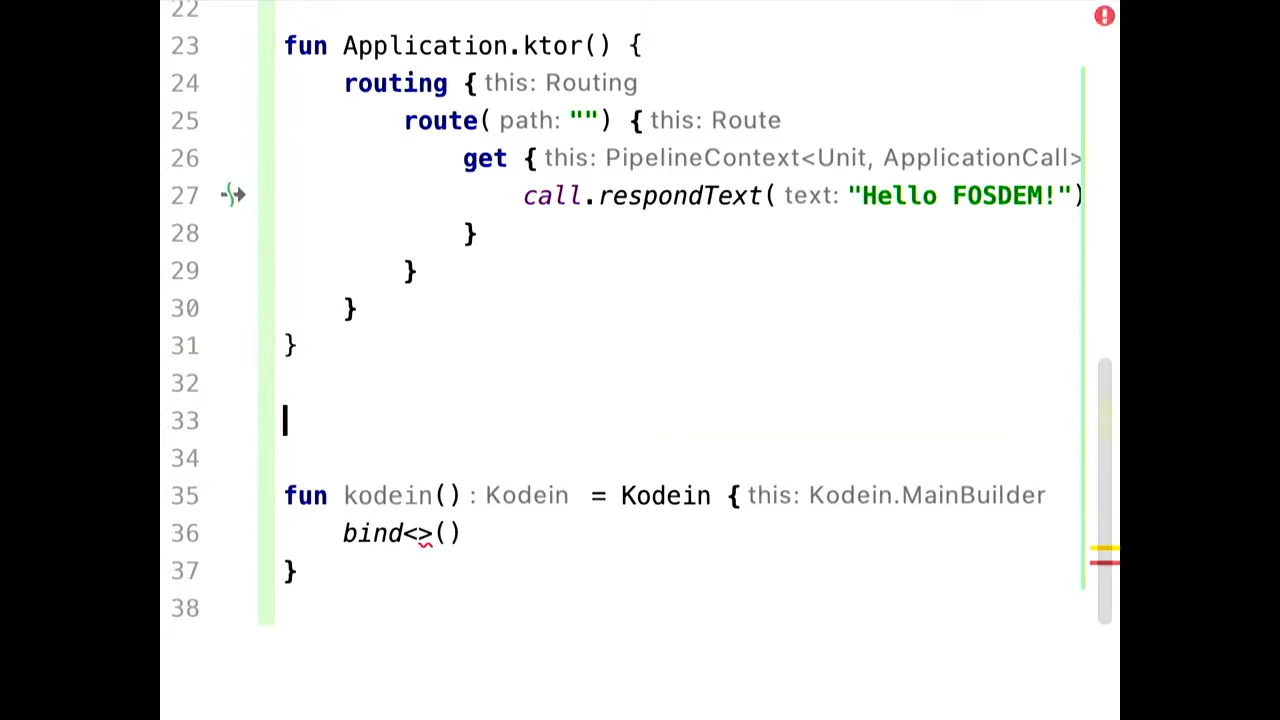 22
23 fun Application.ktor() {
24 routing { this: Routing
25 route( path: "") { this: Route
26 get { this: PipelineContext<Unit, ApplicationCall>
27 call.respondText( text: "Hello FOSDEM!")
28 }
29 }
30 }
31 }
32
33
34
35 fun kodein() : Kodein = Kodein { this: Kodein.MainBuilder
36 bind<>()
37 }
38